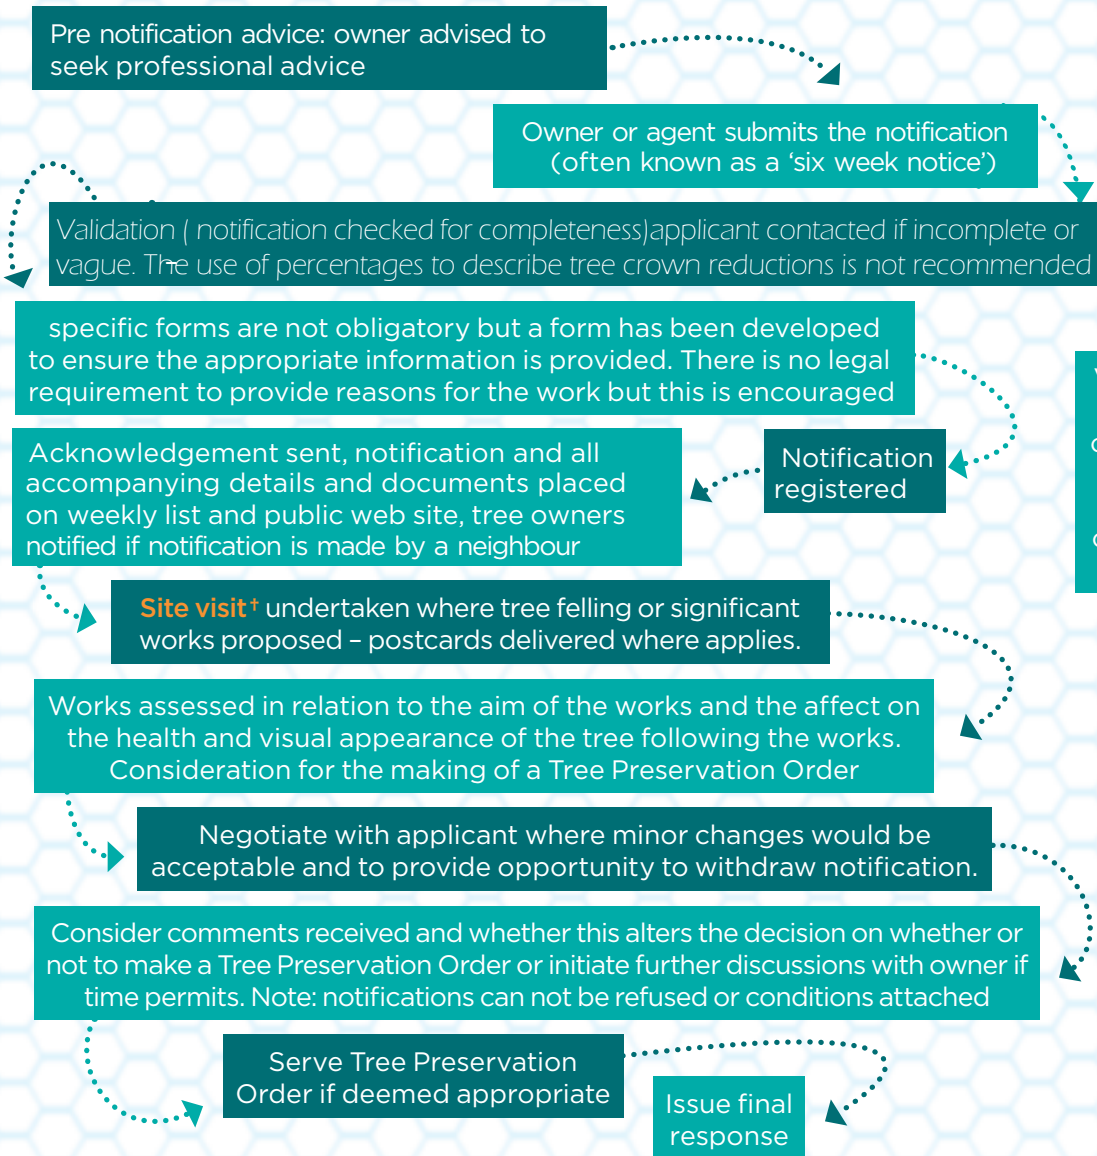 Pre notification advice: owner advised to
seek professional advice
Owner or agent submits the notification
(often known as a ‘six week notice’)
Validation ( notification checked for completeness)applicant contacted if incomplete or
vague. The use of percentages to describe tree crown reductions is not recommended
specific forms are not obligatory but a form has been developed
to ensure the appropriate information is provided. There is no legal
requirement to provide reasons for the work but this is encouraged
Notification
registered
Acknowledgement sent, notification and all
accompanying details and documents placed
on weekly list and public web site, tree owners
notified if notification is made by a neighbour
Site visit† undertaken where tree felling or significant
works proposed – postcards delivered where applies.
Works assessed in relation to the aim of the works and the affect on
the health and visual appearance of the tree following the works.
Consideration for the making of a Tree Preservation Order
Negotiate with applicant where minor changes would be
acceptable and to provide opportunity to withdraw notification.
Consider comments received and whether this alters the decision on whether or
not to make a Tree Preservation Order or initiate further discussions with owner if
time permits. Note: notifications can not be refused or conditions attached
Serve Tree Preservation
Order if deemed appropriate
Issue final
response